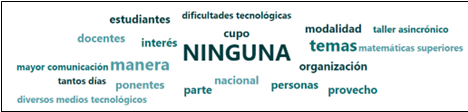 dificultades tecnológicas
estudiantes
cupo modalidad taller asincrónico
docentes interés NINGUNA temas matemáticas superiores
mayor comunicación manera organización
tantos días ponentes nacional personas
diversos medios tecnológicos parte provecho